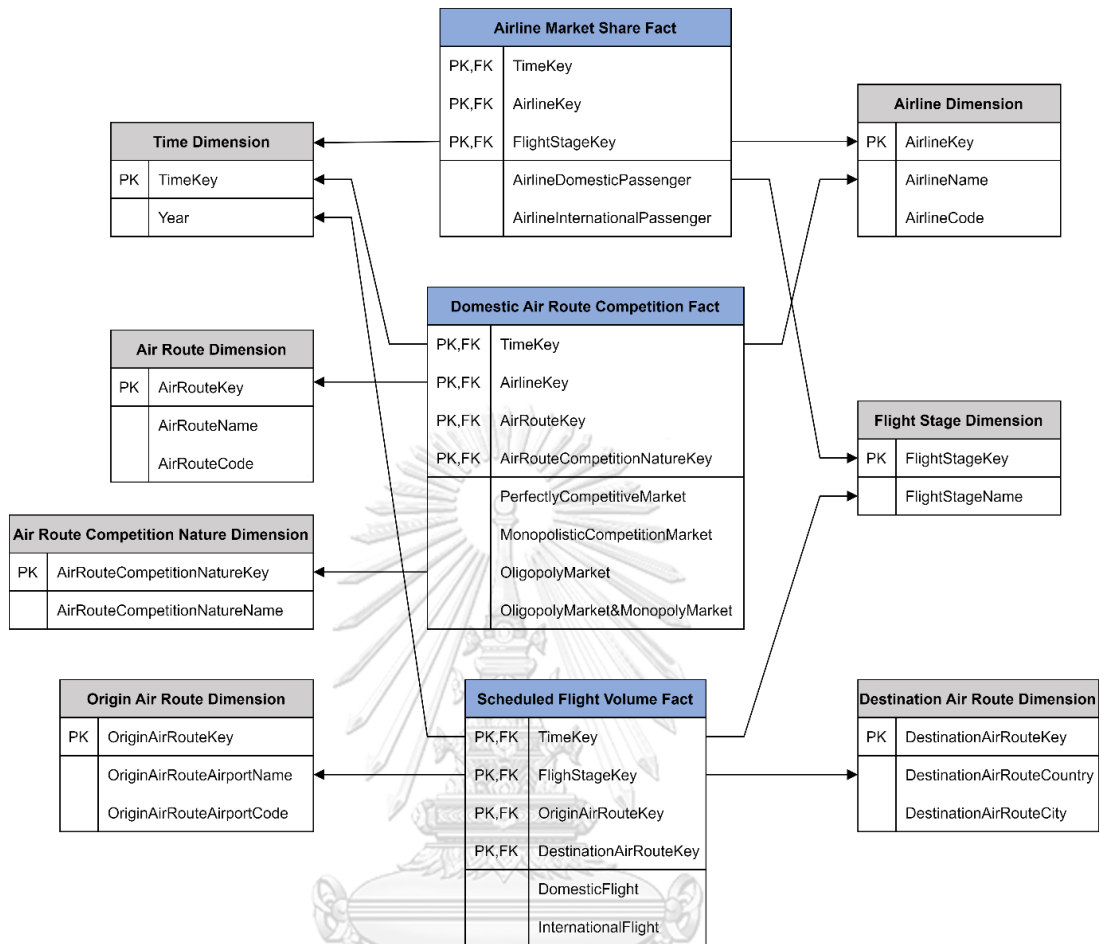 Airline Market Share Fact
PK,FK TimeKey
PK,FK AirlineKey
PK,FK FlightStageKey
AirlineDomesticPassenger
AirlineInternationalPassenger
Time Dimension
PK TimeKey
Year
Airline Dimension
PK AirlineKey
AirlineName
AirlineCode
Domestic Air Route Competition Fact
PK,FK TimeKey
PK,FK AirlineKey
PK,FK AirRouteKey
PK,FK AirRouteCompetitionNatureKey
PerfectlyCompetitiveMarket
MonopolisticCompetitionMarket
OligopolyMarket
OligopolyMarket&MonopolyMarket
Air Route Dimension
PK AirRouteKey
AirRouteName
AirRouteCode
Flight Stage Dimension
PK FlightStageKey
FlightStageName
Air Route Competition Nature Dimension
PK AirRouteCompetitionNatureKey
AirRouteCompetitionNatureName
Origin Air Route Dimension
PK OriginAirRouteKey
OriginAirRouteAirportName
OriginAirRouteAirportCode
Scheduled Flight Volume Fact
PK,FK TimeKey
PK,FK FlighStageKey
PK,FK OriginAirRouteKey
PK,FK DestinationAirRouteKey
DomesticFlight
InternationalFlight
Destination Air Route Dimension
PK DestinationAirRouteKey
DestinationAirRouteCountry
DestinationAirRouteCity